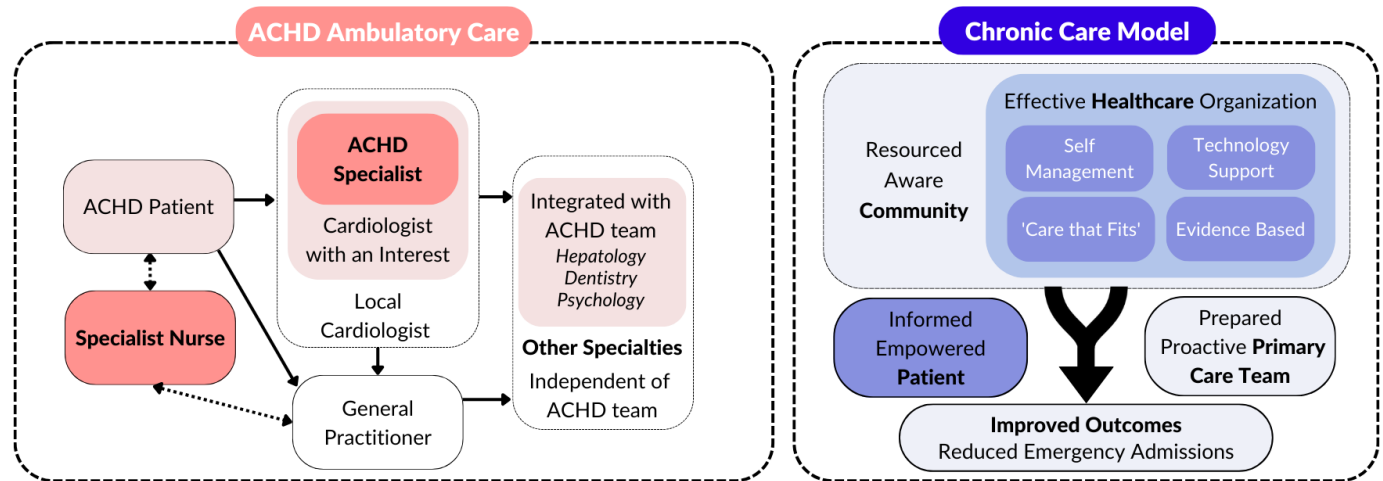 ACHD Ambulatory Care
ACHD Patient
Specialist Nurse
ACHD
Specialist
Cardiologist
with an Interest
Local
Cardiologist
General
Practitioner
Integrated with
ACHD team
Hepatology
Dentistry
Psychology
Other Specialties
Independent of
ACHD team
Chronic Care Model
Resourced
Aware
Community
Effective Healthcare Organization
Self
Management
Technology
Support
'Care that Fits'
Evidence Based
Informed
Empowered
Patient
Prepared
Proactive Primary
Care Team
Improved Outcomes
Reduced Emergency Admissions